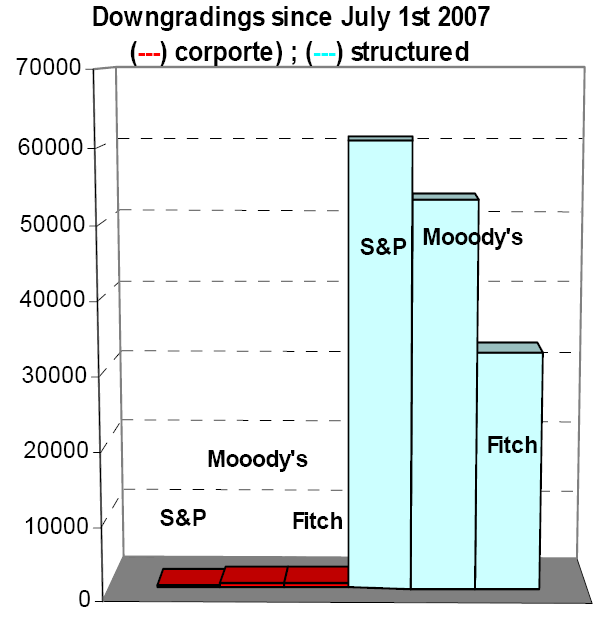 Downgradings since July 1st 2007
(---) corporte) ; (---) structured
70000
60000
50000
40000
30000
20000
10000
0
S&P
Mooody's
Fitch
S&P
Mooody's
Fitch